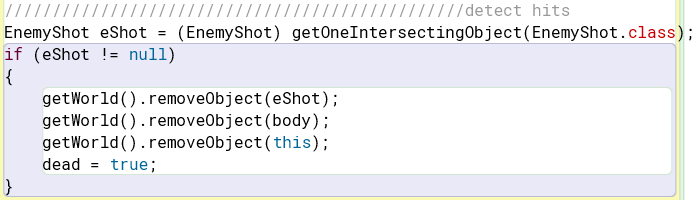 /////////////////////////////////////////////////detect hits
EnemyShot eShot = (EnemyShot) getOneIntersectingObject(EnemyShot.class);
if (eShot != null)
{
    getWorld().removeObject(eShot);
    getWorld().removeObject(body);
    getWorld().removeObject(this);
    dead = true;
}